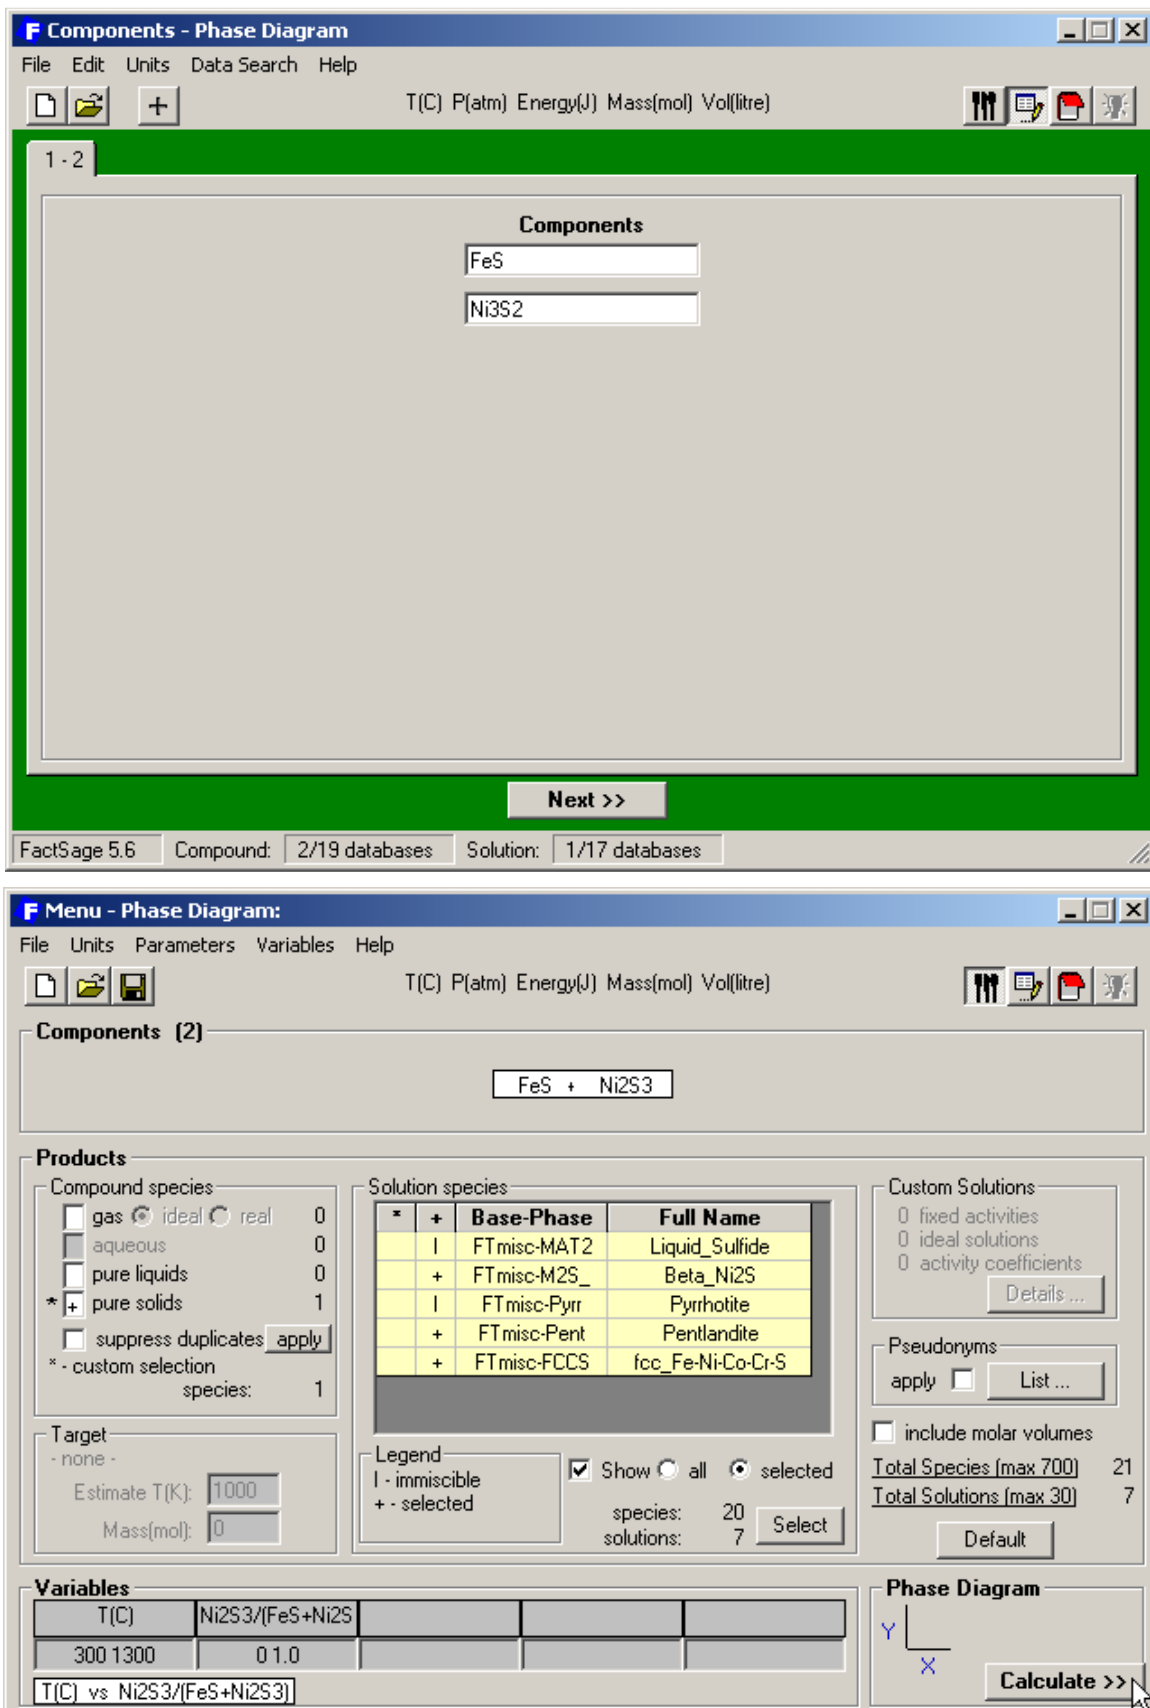 Components - Phase Diagram
File Edit Units Data Search Help
T(C) P(atm) Energy(J) Mass(mol) Vol(litre)
1 - 2
Components
FeS
Ni3S2
Next >>
FactSage 5.6 Compound: 2/19 databases Solution: 1/17 databases
Menu - Phase Diagram:
File Units Parameters Variables Help
T(C) P(atm) Energy(J) Mass(mol) Vol(litre)
Components (2)
FeS + Ni2S3
Products
Compound species
gas ideal real 0
aqueous 0
pure liquids 0
* + pure solids 1
suppress duplicates apply
* - custom selection
species: 1
Target
- none -
Estimate T(K): 1000
Mass(mol): 0
Solution species
* + Base-Phase Full Name
I FTmisc-MAT2 Liquid_Sulfide
+ FTmisc-M2S_ Beta_Ni2S
I FTmisc-Pyrr Pyrrhotite
+ FTmisc-Pent Pentlandite
+ FTmisc-FCCS fcc_Fe-Ni-Co-Cr-S
Legend
I - immiscible
+ - selected
Show all selected
species: 20
solutions: 7
Select
Custom Solutions
0 fixed activities
0 ideal solutions
0 activity coefficients
Details ...
Pseudonyms
apply List ...
include molar volumes
Total Species (max 700) 21
Total Solutions (max 30) 7
Default
Variables
T(C) Ni2S3/(FeS+Ni2S
300 1300 0 1.0
T(C) vs Ni2S3/(FeS+Ni2S3)
Phase Diagram
Y
X
Calculate >>